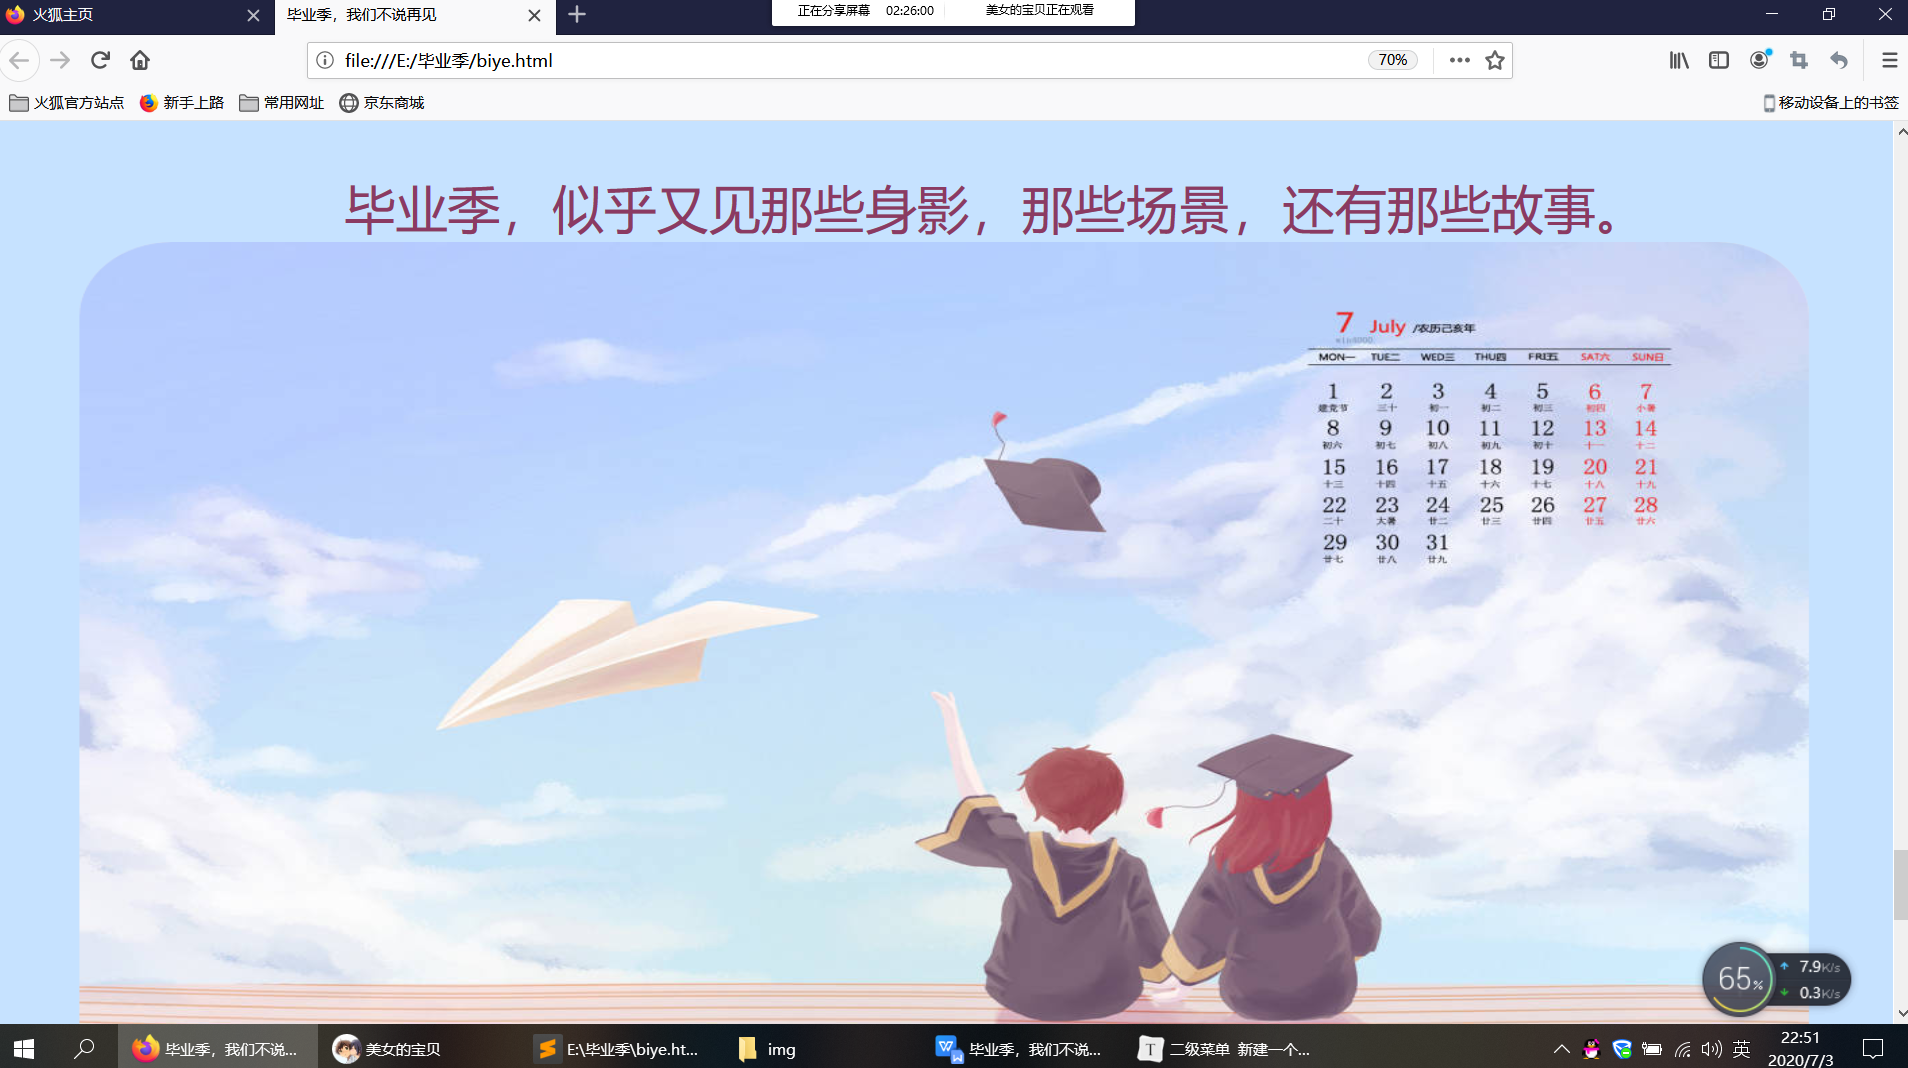 火狐主页
毕业季，我们不说再见
正在分享屏幕 02:26:00 美女的宝贝正在观看
file:///E:/毕业季/biye.html
70%
火狐官方站点 新手上路 常用网址 京东商城
移动设备上的书签
毕业季，似乎又见那些身影，那些场景，还有那些故事。
7 July /农历己亥年
MON一 TUE二 WED三 THU四 FRI五 SAT六 SUN日
1 2 3 4 5 6 7
建党节 三十 初一 初二 初三 初四 小暑
8 9 10 11 12 13 14
初六 初七 初八 初九 初十 十一 十二
15 16 17 18 19 20 21
十三 十四 十五 十六 十七 十八 十九
22 23 24 25 26 27 28
二十 大暑 廿二 廿三 廿四 廿五 廿六
29 30 31
廿七 廿八 廿九
65%
7.9K/s
0.3K/s
毕业季，我们不说...
美女的宝贝
E:\毕业季\biye.ht...
img
毕业季，我们不说...
T 二级菜单 新建一个...
英
22:51
2020/7/3